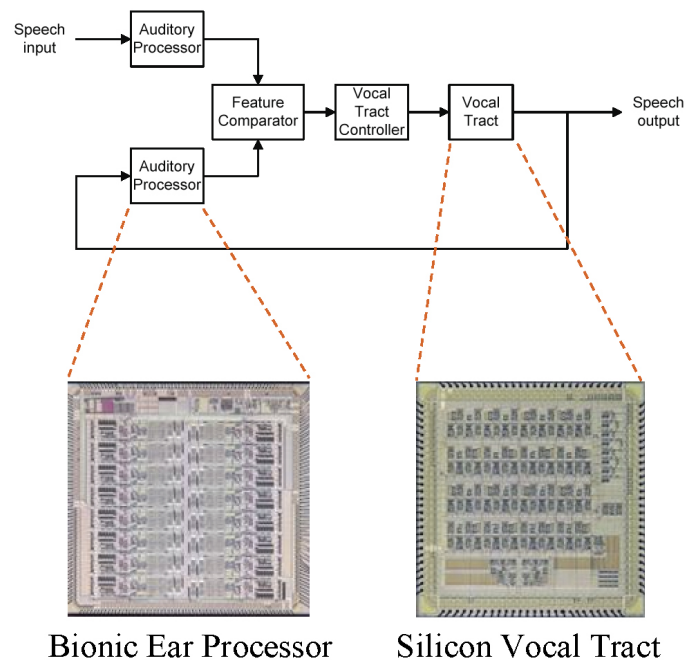 Speech
input
Auditory
Processor
Feature
Comparator
Vocal
Tract
Controller
Vocal
Tract
Speech
output
Auditory
Processor
Bionic Ear Processor
Silicon Vocal Tract